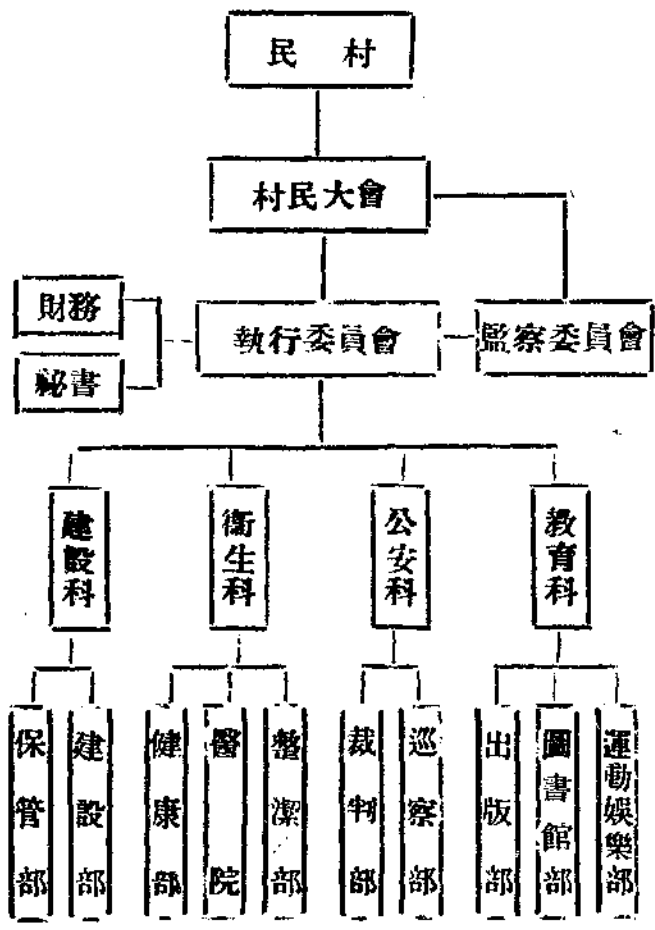 民 村
村民大會
財務
祕書
執行委員會
監察委員會
建設科
衞生科
公安科
教育科
保管部
建設部
健康部
醫院
整潔部
裁判部
巡察部
出版部
圖書館部
運動娛樂部